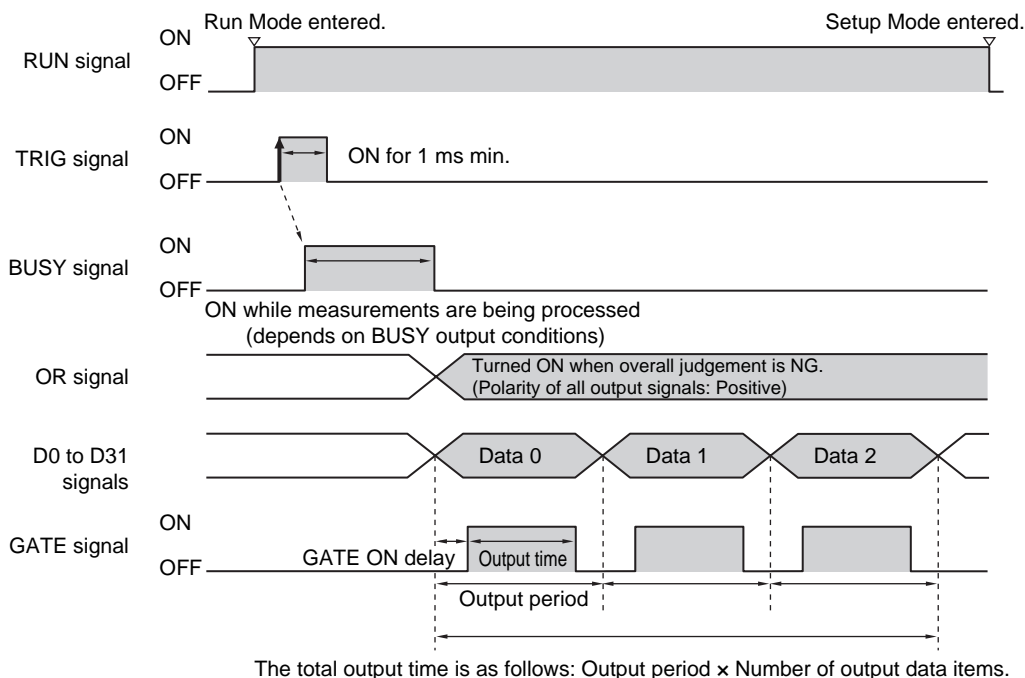 Run Mode entered.
Setup Mode entered.
RUN signal
ON
OFF
TRIG signal
ON
OFF
ON for 1 ms min.
BUSY signal
ON
OFF
ON while measurements are being processed
(depends on BUSY output conditions)
OR signal
Turned ON when overall judgement is NG.
(Polarity of all output signals: Positive)
D0 to D31
signals
Data 0
Data 1
Data 2
GATE signal
ON
OFF
GATE ON delay
Output time
Output period
The total output time is as follows: Output period × Number of output data items.